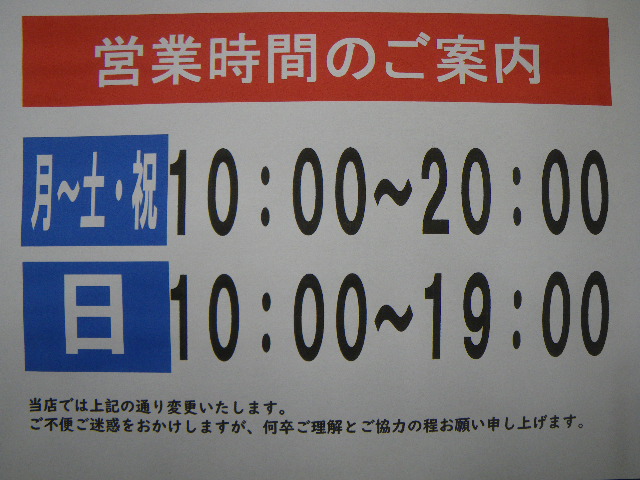 営業時間のご案内
月～土・祝 10：00～20：00
日 10：00～19：00
当店では上記の通り変更いたします。
ご不便ご迷惑をおかけしますが、何卒ご理解とご協力の程お願い申し上げます。